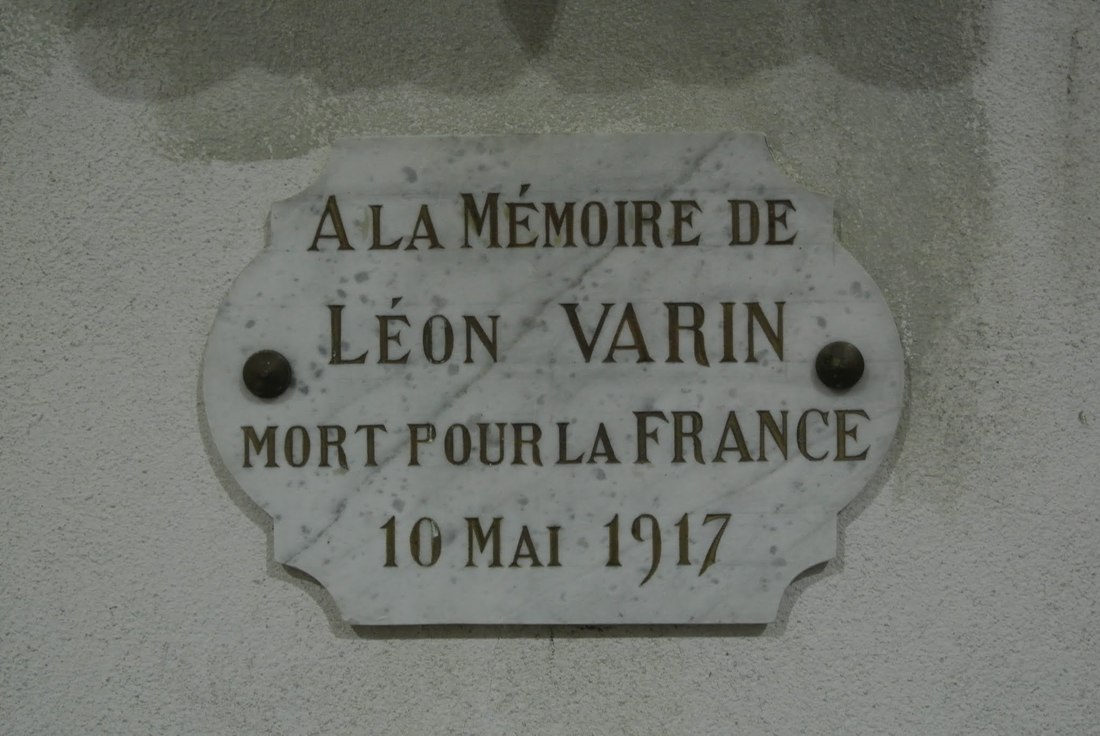 A LA MÉMOIRE DE
LÉON VARIN
MORT POUR LA FRANCE
10 MAI 1917